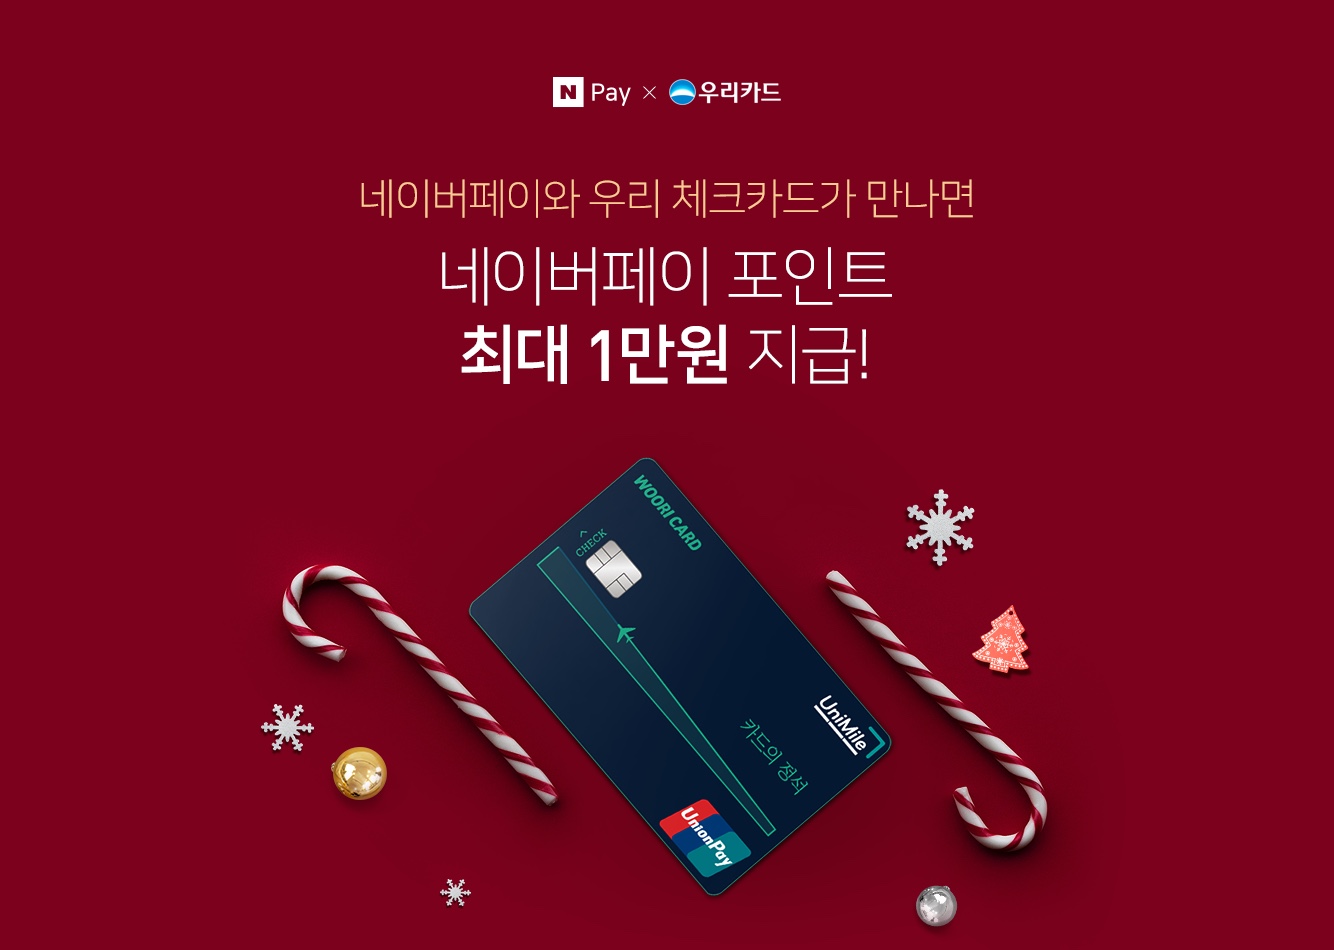 N Pay × 우리카드
네이버페이와 우리 체크카드가 만나면
네이버페이 포인트
최대 1만원 지급!
WOORI CARD
CHECK
UniMile
카드의 정석
UnionPay